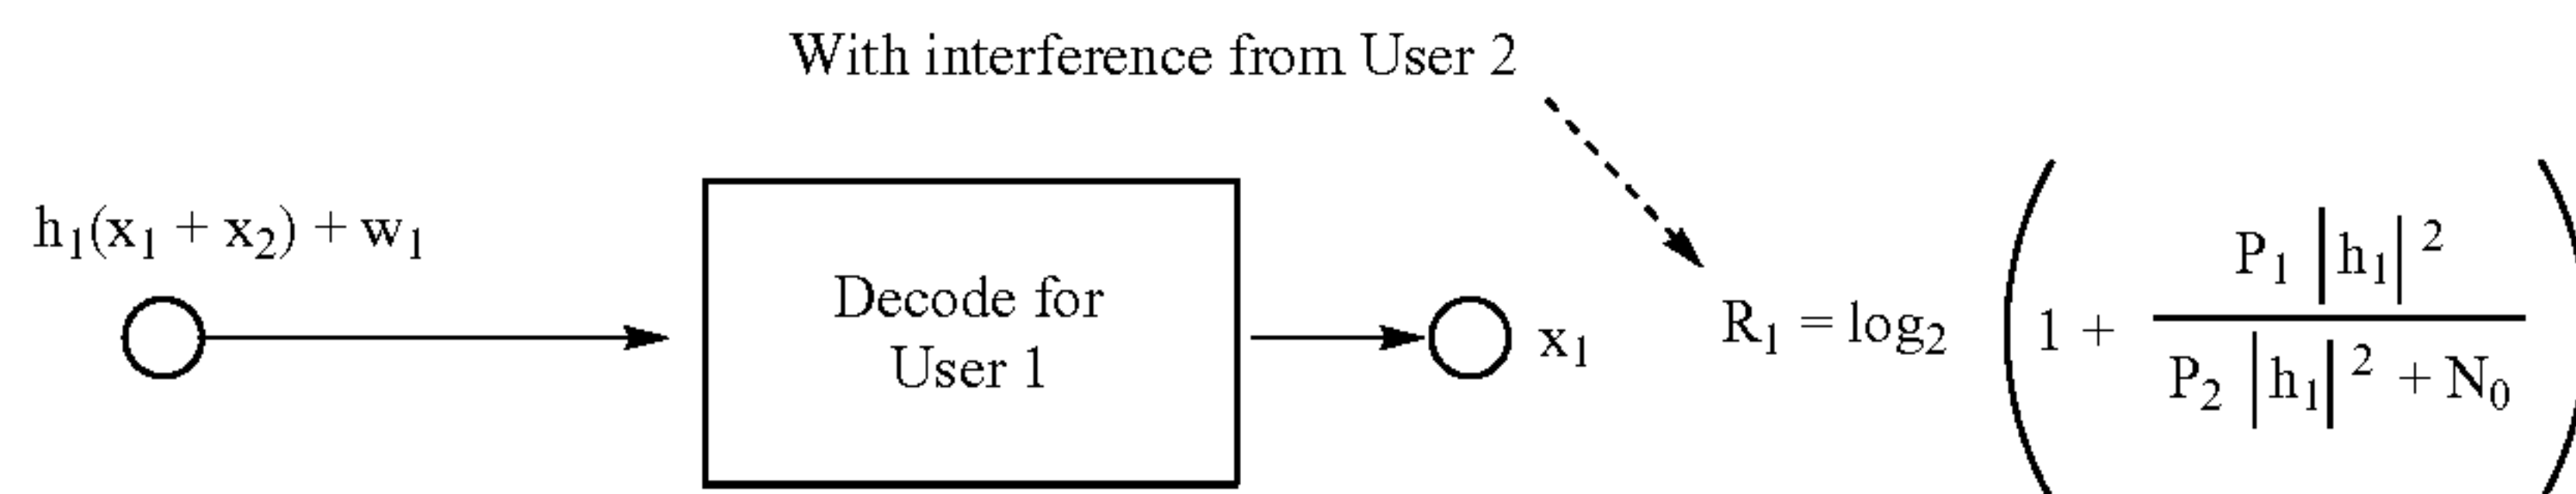 With interference from User 2
h₁(x₁ + x₂) + w₁
Decode for
User 1
x₁
R₁ = log₂ (1 + P₁ |h₁|² / P₂ |h₁|² + N₀)